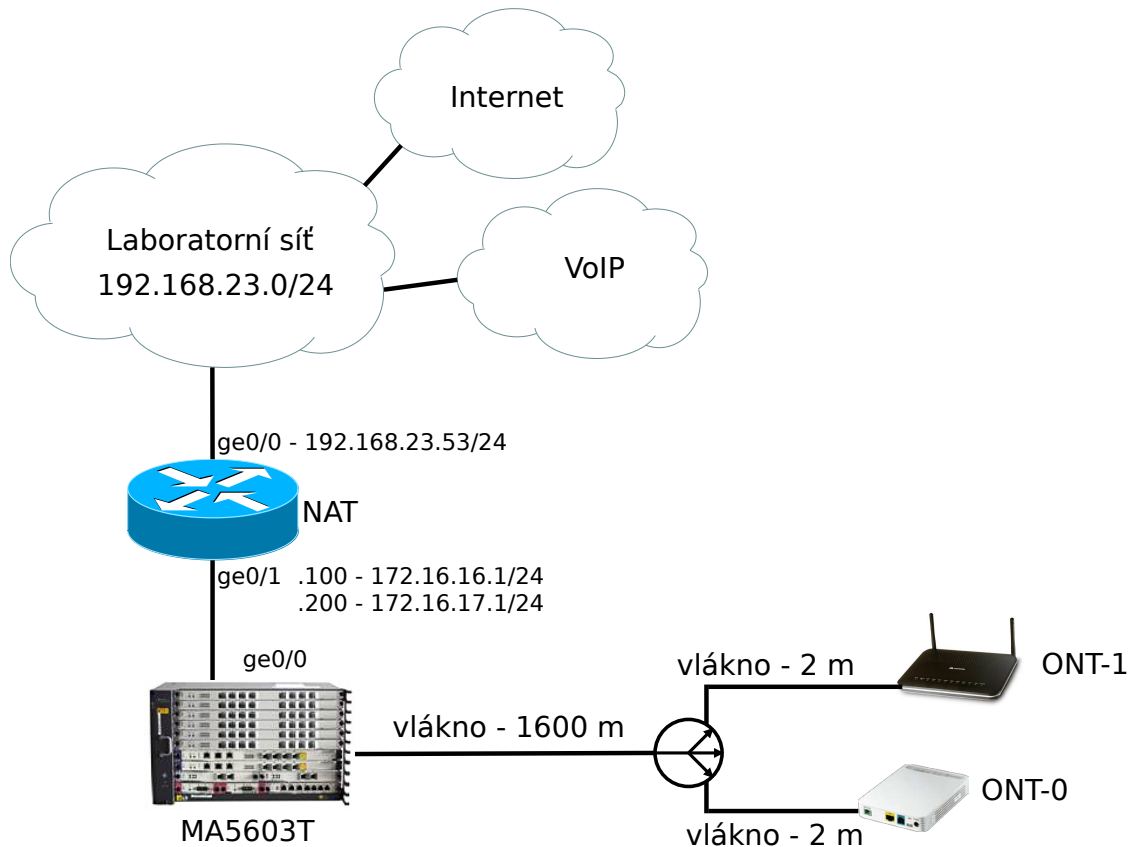 Internet
Laboratorní síť
192.168.23.0/24
VoIP
ge0/0 - 192.168.23.53/24
NAT
ge0/1 .100 - 172.16.16.1/24
.200 - 172.16.17.1/24
ge0/0
vlákno - 2 m
ONT-1
vlákno - 1600 m
ONT-0
MA5603T
vlákno - 2 m